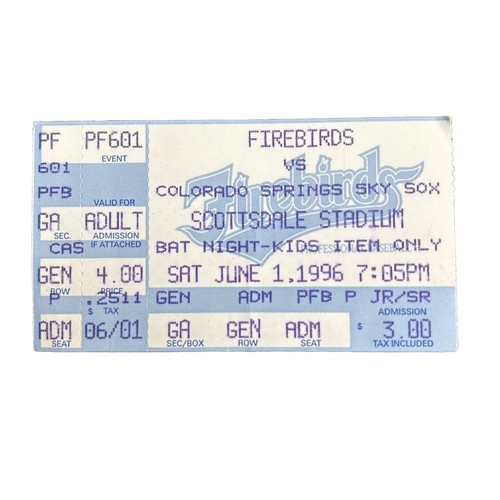 PF PF601
EVENT
601
PFB
VALID FOR
GA ADULT
SEC. ADMISSION
IF ATTACHED
CAS
GEN 4.00
ROW PRICE
P .2511
$ TAX
ADM 06/01
SEAT
FIREBIRDS
VS
COLORADO SPRINGS SKY SOX
Firebirds
SCOTTSDALE STADIUM
BAT NIGHT-KIDS 1 ITEM ONLY
SAT JUNE 1,1996 7:05PM
GEN ADM PFB P JR/SR
ADMISSION
GA GEN ADM $ 3.00
SEC/BOX ROW SEAT TAX INCLUDED